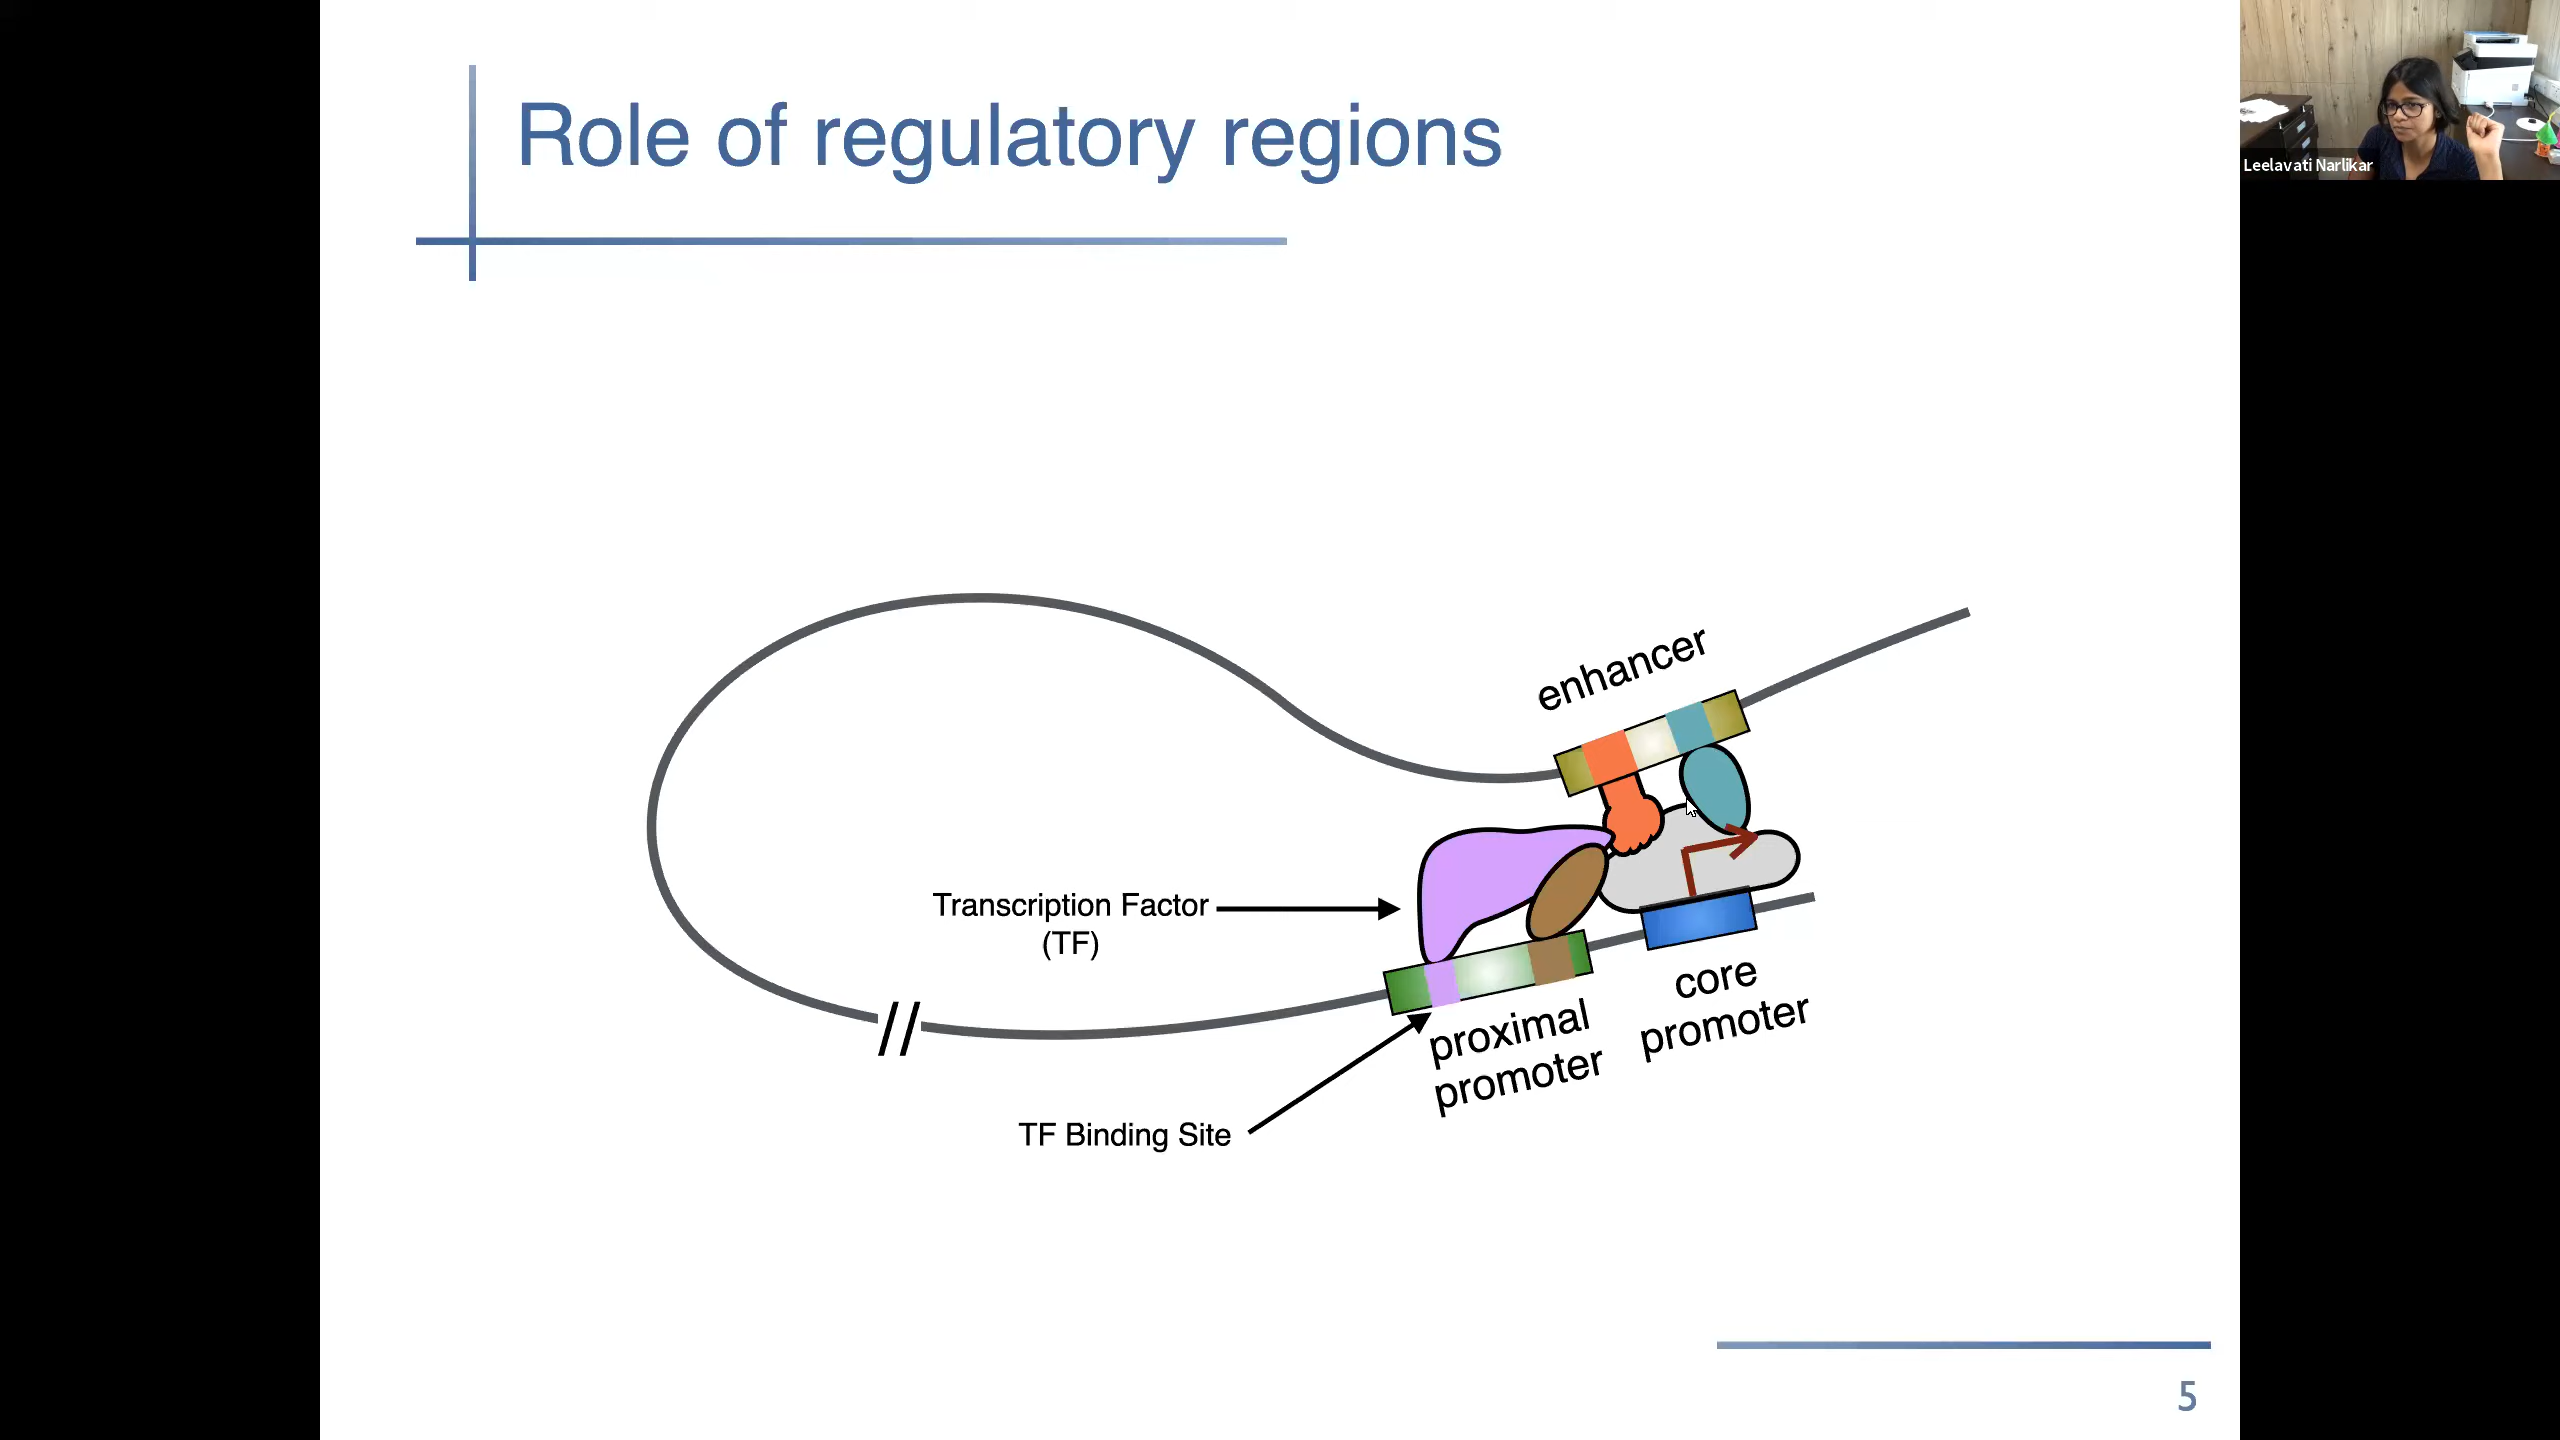 Role of regulatory regions
Leelavati Narlikar
enhancer
Transcription Factor
(TF)
core
promoter
proximal
promoter
TF Binding Site
5